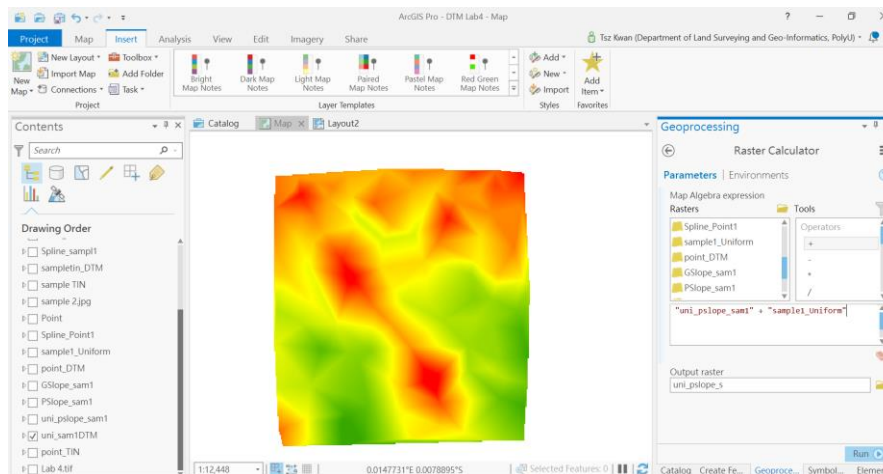 ArcGIS Pro - DTM Lab4 - Map
?
Project Map Insert Analysis View Edit Imagery Share
Tsz Kwan (Department of Land Surveying and Geo-Informatics, PolyU)
New Map
New Layout
Import Map
Connections
Toolbox
Add Folder
Task
Project
Bright Map Notes
Dark Map Notes
Light Map Notes
Paired Map Notes
Pastel Map Notes
Red Green Map Notes
Layer Templates
Add
New
Import
Styles
Add Item
Favorites
Contents
Search
Drawing Order
Spline_sampl1
sampletin_DTM
sample TIN
sample 2.jpg
Point
Spline_Point1
sample1_Uniform
point_DTM
GSlope_sam1
PSlope_sam1
uni_pslope_sam1
uni_sam1DTM
point_TIN
Lab 4.tif
Catalog Map Layout2
1:12,448
0.0147731°E 0.0078895°S
Selected Features: 0
Geoprocessing
Raster Calculator
Parameters | Environments
Map Algebra expression
Rasters
Tools
Spline_Point1
sample1_Uniform
point_DTM
GSlope_sam1
PSlope_sam1
Operators
+
-
*
/
"uni_pslope_sam1" + "sample1_Uniform"
Output raster
uni_pslope_s
Run
Catalog Create Fe... Geoproce... Symbol... Elemen